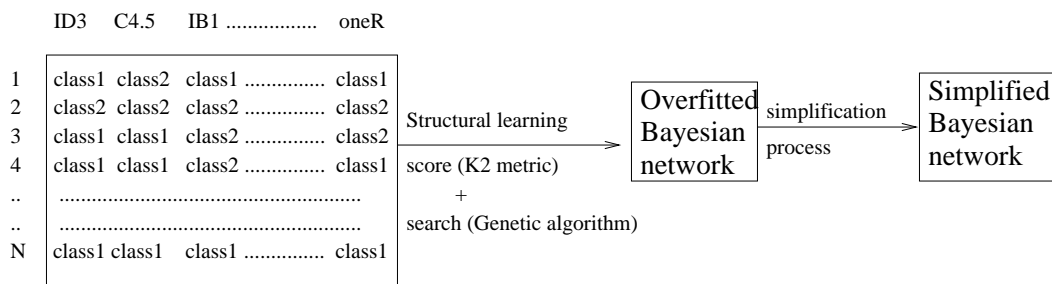 ID3 C4.5 IB1 ................. oneR
1 class1 class2 class1 ............... class1
2 class2 class2 class2 ............... class2
3 class1 class1 class2 ............... class2
4 class1 class1 class2 ............... class1
.. .......................................................
.. .......................................................
N class1 class1 class1 ............... class1
Structural learning
score (K2 metric)
+
search (Genetic algorithm)
Overfitted
Bayesian
network
simplification
process
Simplified
Bayesian
network